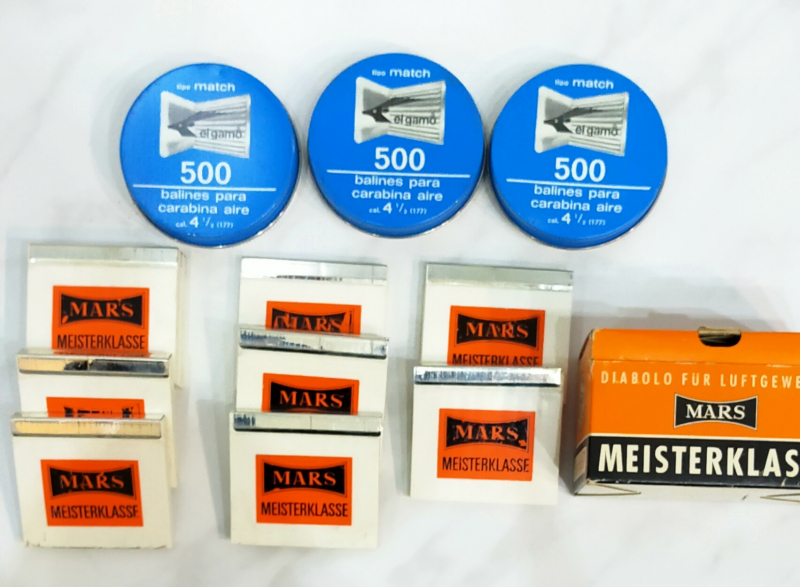 tipo match
el gamo
500
balines para
carabina aire
cal. 4 1/2 (177)
tipo match
el gamo
500
balines para
carabina aire
cal. 4 1/2 (177)
tipo match
el gamo
500
balines para
carabina aire
cal. 4 1/2 (177)
MARS
MEISTERKLASSE
MARS
MARS
MEISTERKLASSE
MARS
MARS
MARS
MEISTERKLASSE
MARS
MEISTERKLASSE
MARS
MEISTERKLASSE
DIABOLO FÜR LUFTGEWE
MARS
MEISTERKLAS